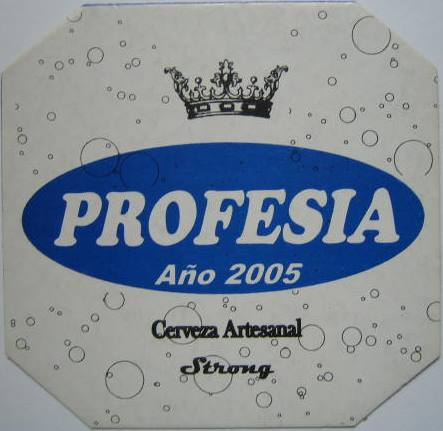 PROFESIA
Año 2005
Cerveza Artesanal
Strong